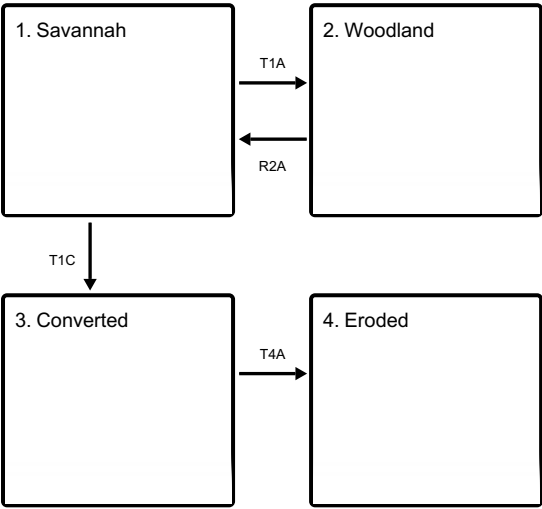 1. Savannah
2. Woodland
T1A
R2A
T1C
3. Converted
4. Eroded
T4A